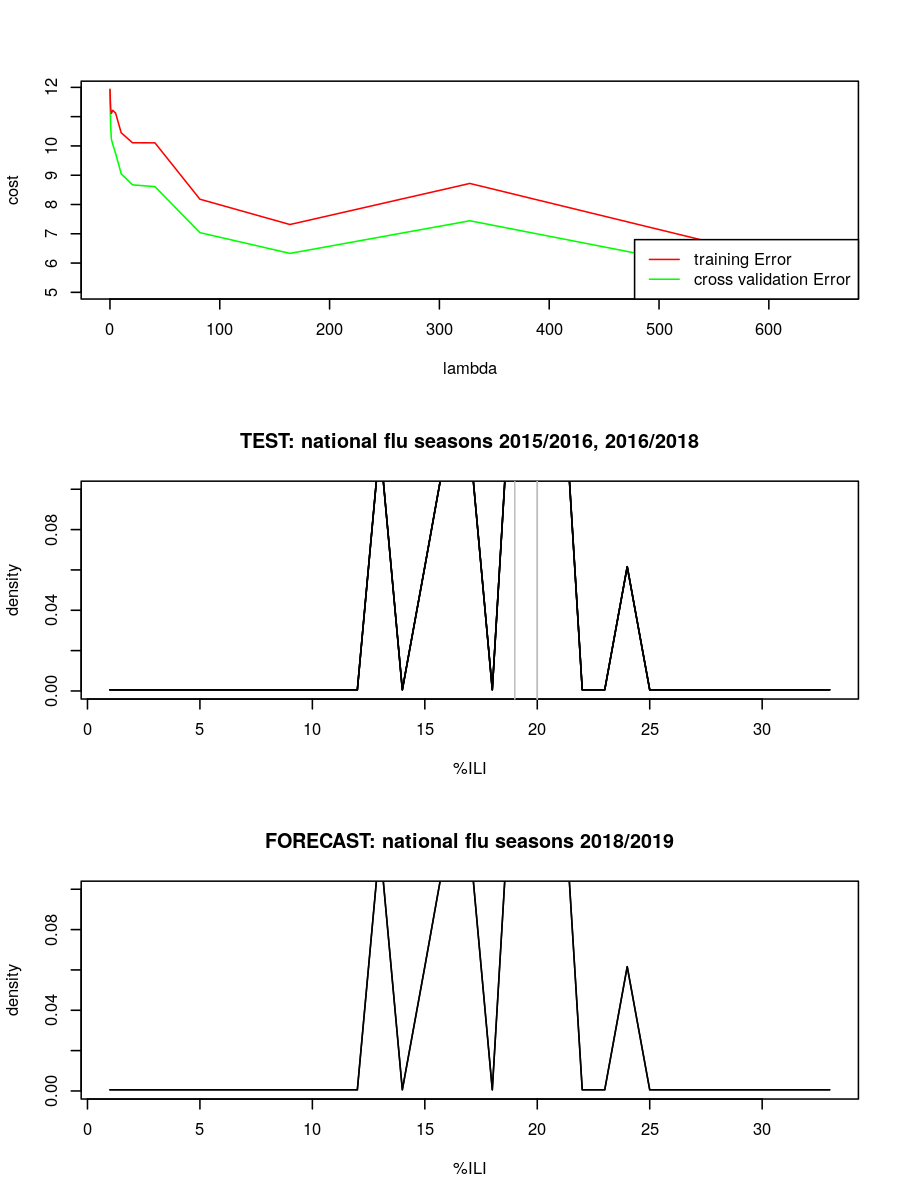 12
10
9
8
7
6
5
cost
training Error
cross validation Error
0 100 200 300 400 500 600
lambda
TEST: national flu seasons 2015/2016, 2016/2018
0.08
0.04
0.00
density
0 5 10 15 20 25 30
%ILI
FORECAST: national flu seasons 2018/2019
0.08
0.04
0.00
density
0 5 10 15 20 25 30
%ILI